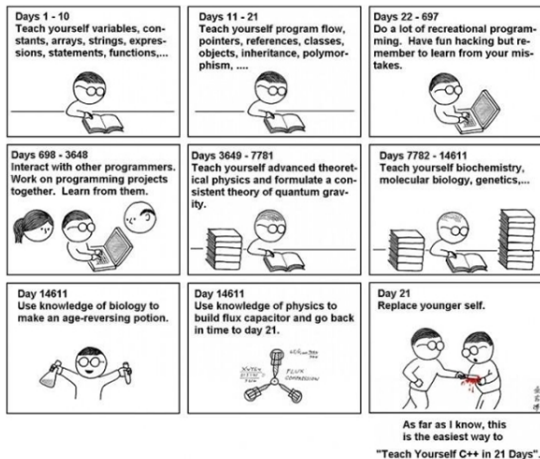 Days 1 - 10
Teach yourself variables, con-
stants, arrays, strings, expres-
sions, statements, functions,...
Days 11 - 21
Teach yourself program flow,
pointers, references, classes,
objects, inheritance, polymor-
phism, ....
Days 22 - 697
Do a lot of recreational program-
ming. Have fun hacking but re-
member to learn from your mis-
takes.
Days 698 - 3648
Interact with other programmers.
Work on programming projects
together. Learn from them.
Days 3649 - 7781
Teach yourself advanced theoret-
ical physics and formulate a con-
sistent theory of quantum grav-
ity.
Days 7782 - 14611
Teach yourself biochemistry,
molecular biology, genetics,...
Day 14611
Use knowledge of biology to
make an age-reversing potion.
Day 14611
Use knowledge of physics to
build flux capacitor and go back
in time to day 21.
FLUX
Day 21
Replace younger self.
As far as I know, this
is the easiest way to
"Teach Yourself C++ in 21 Days".